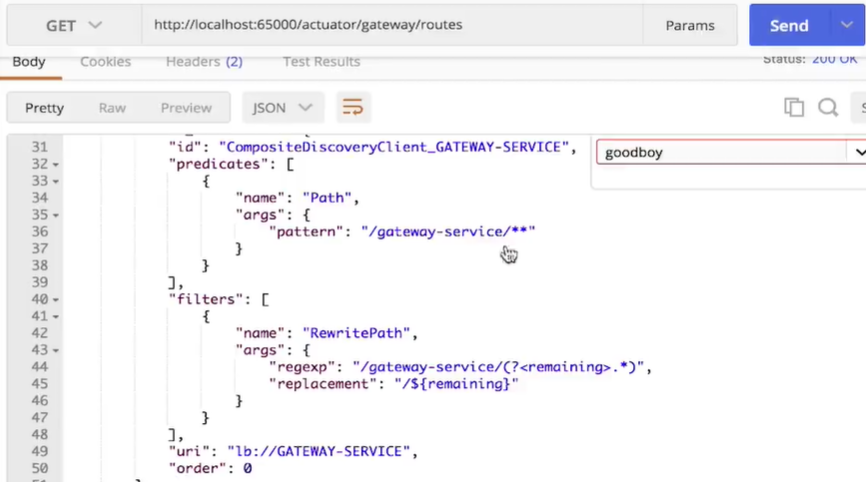 GET http://localhost:65000/actuator/gateway/routes Params Send
Body Cookies Headers (2) Test Results Status: 200 OK
Pretty Raw Preview JSON
goodboy
31 "id": "CompositeDiscoveryClient_GATEWAY-SERVICE",
32 "predicates": [
33 {
34 "name": "Path",
35 "args": {
36 "pattern": "/gateway-service/**"
37 }
38 }
39 ],
40 "filters": [
41 {
42 "name": "RewritePath",
43 "args": {
44 "regexp": "/gateway-service/(?<remaining>.*)",
45 "replacement": "/${remaining}"
46 }
47 }
48 ],
49 "uri": "lb://GATEWAY-SERVICE",
50 "order": 0